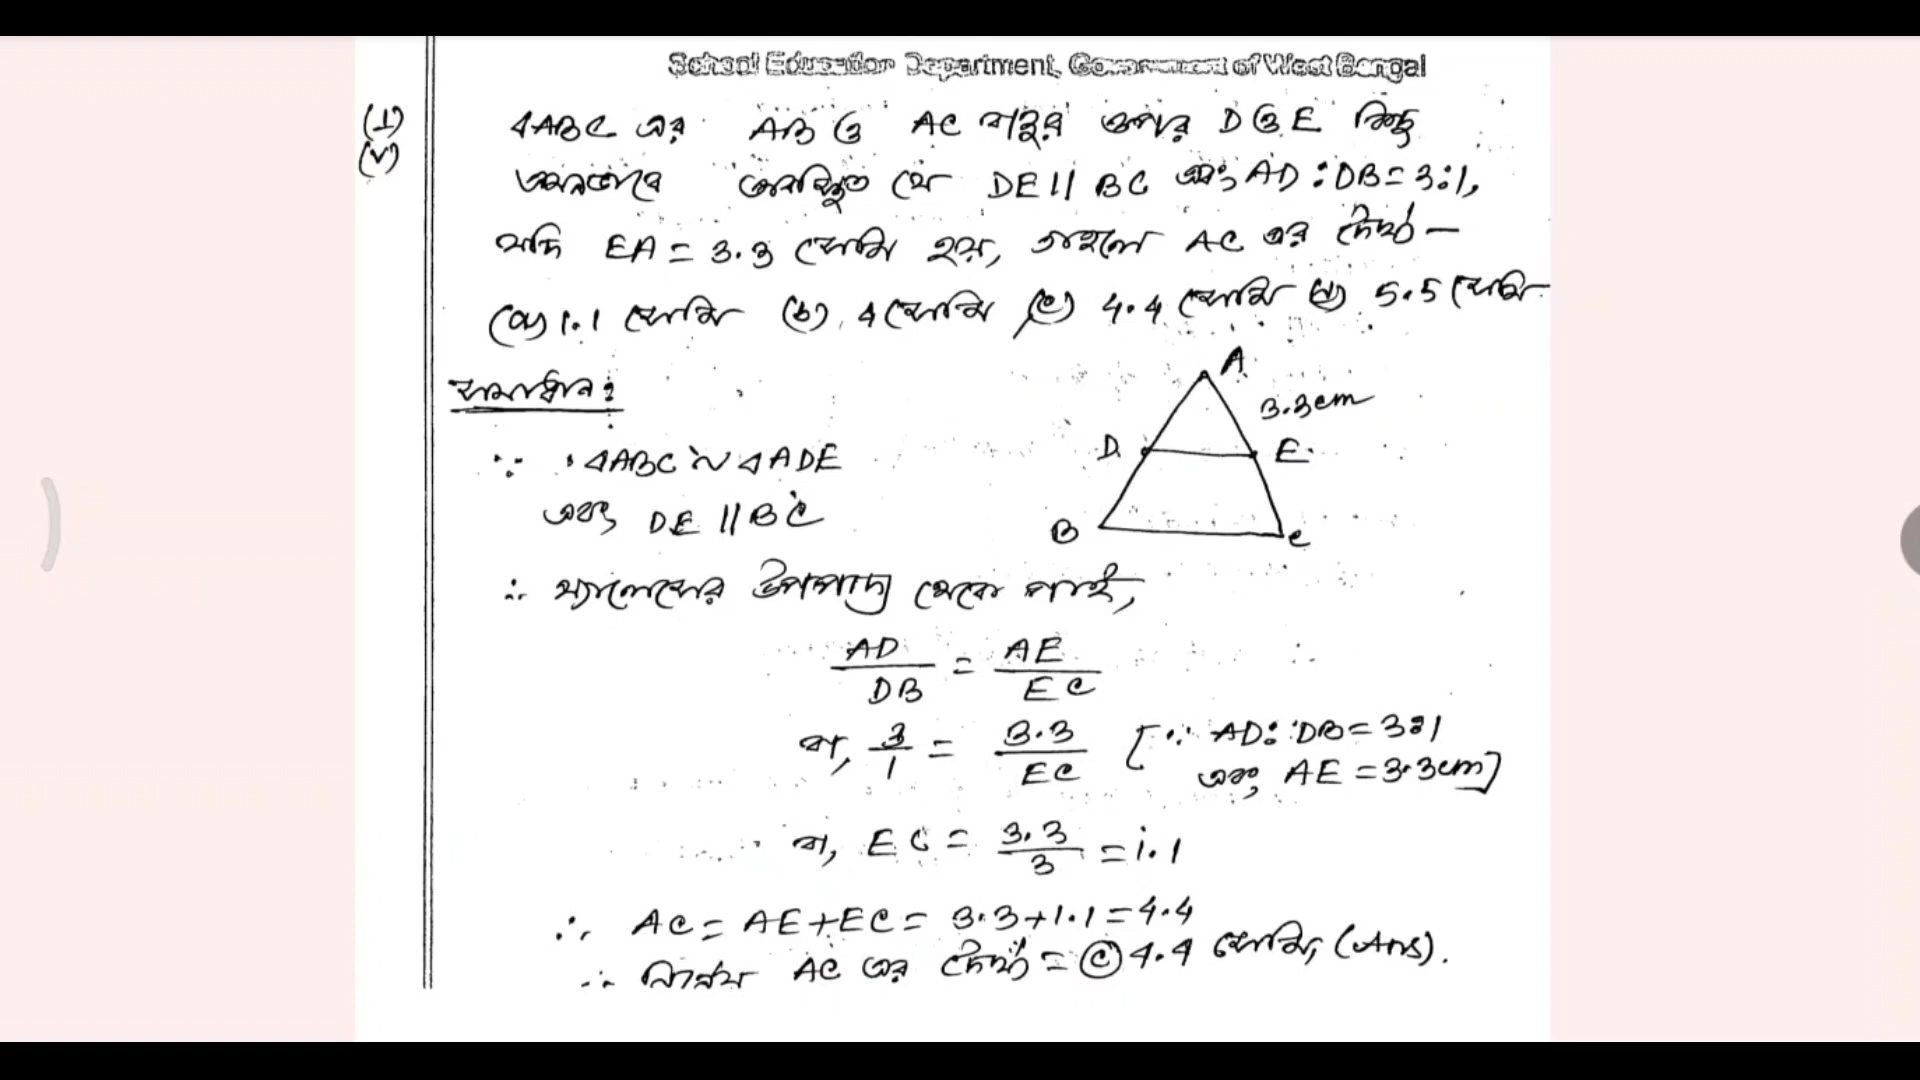 School Education Department, Government of West Bengal
(1) ΔABC এর AB ও AC বাহুর ওপর D ও E বিন্দু
(v) এমনভাবে অবস্থিত যে DE || BC এবং AD : DB = 3:1,
যদি EA = 3.3 সেমি হয়, তাহলে AC এর দৈর্ঘ্য —
(a) 1.1 সেমি (b) 4 সেমি (c) 4.4 সেমি (d) 5.5 সেমি
সমাধান :
A
3.3cm
D E
B C
∵ ΔABC ~ ΔADE
এবং DE || BC
∴ থ্যালেসের উপপাদ্য থেকে পাই,
AD/DB = AE/EC
বা, 3/1 = 3.3/EC [∵ AD : DB = 3:1
এবং AE = 3.3cm]
বা, EC = 3.3/3 = 1.1
∴ AC = AE+EC = 3.3+1.1 = 4.4
∴ নির্ণেয় AC এর দৈর্ঘ্য = (c) 4.4 সেমি, (Ans).